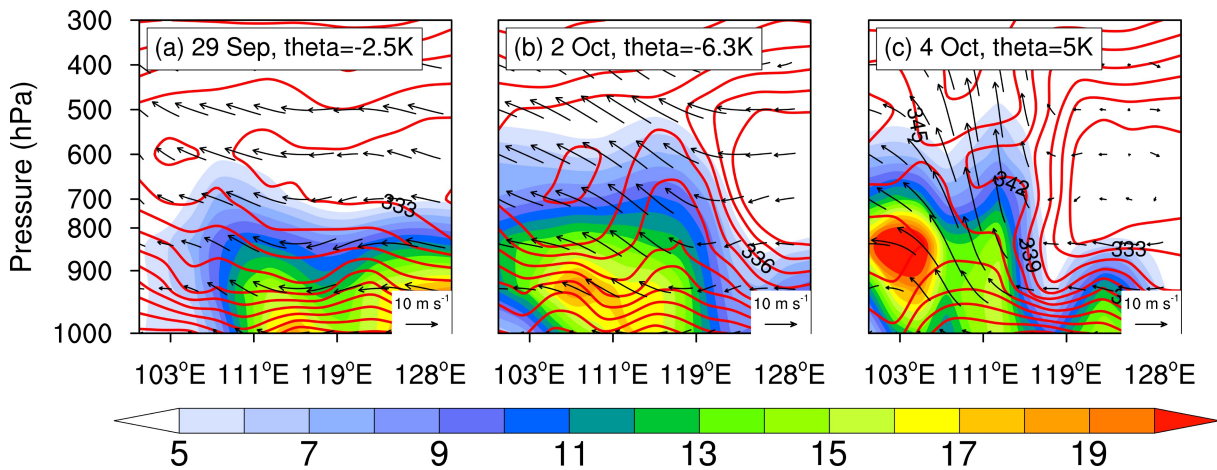 300
400
500
600
700
800
900
1000
Pressure (hPa)
(a) 29 Sep, theta=-2.5K
333
10 m s⁻¹
103°E 111°E 119°E 128°E
(b) 2 Oct, theta=-6.3K
336
10 m s⁻¹
103°E 111°E 119°E 128°E
(c) 4 Oct, theta=5K
345
342
339
333
10 m s⁻¹
103°E 111°E 119°E 128°E
5 7 9 11 13 15 17 19